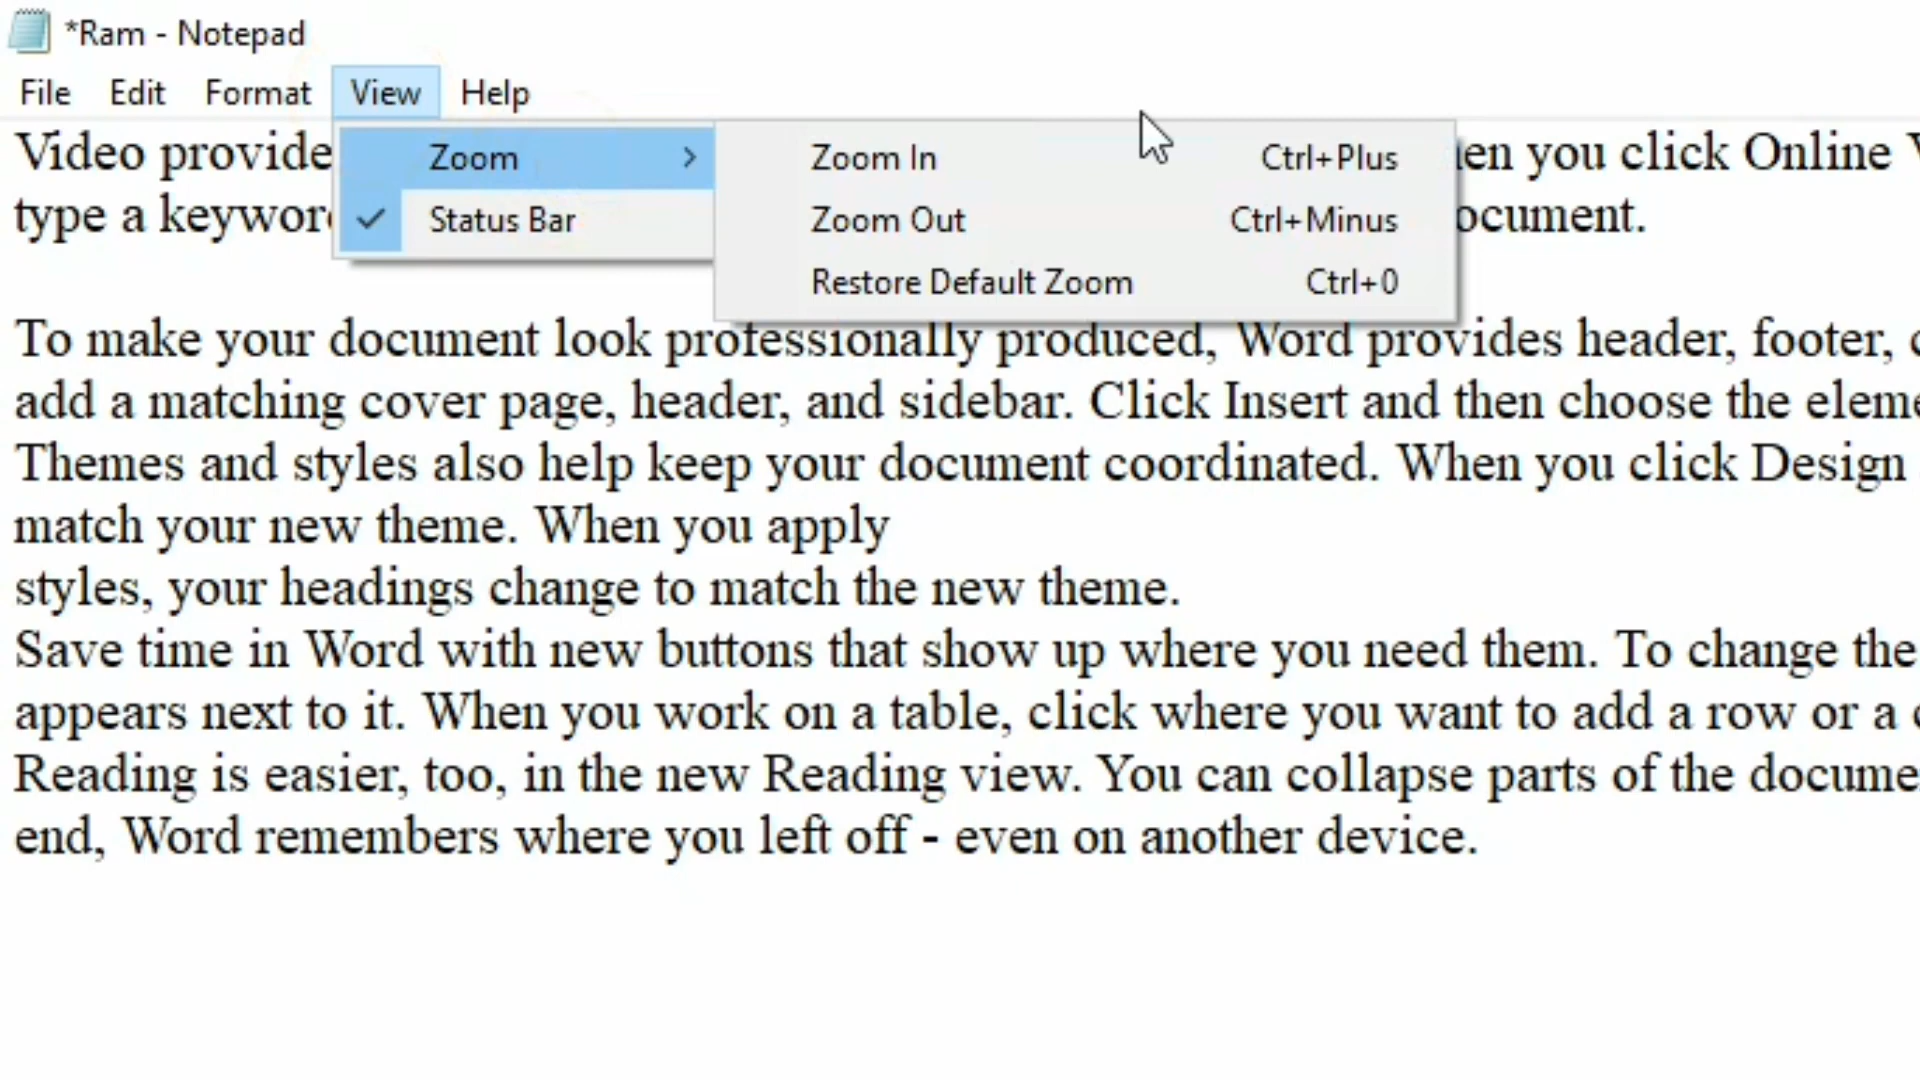 *Ram - Notepad
File Edit Format View Help
Zoom
Status Bar
Zoom In Ctrl+Plus
Zoom Out Ctrl+Minus
Restore Default Zoom Ctrl+0
Video you click Online
type a
To make your document look professionally produced, Word provides header, footer,
add a matching cover page, header, and sidebar. Click Insert and then choose the
Themes and styles also help keep your document coordinated. When you click Design
match your new theme. When you apply
styles, your headings change to match the new theme.
Save time in Word with new buttons that show up where you need them. To change the
appears next to it. When you work on a table, click where you want to add a row or a
Reading is easier, too, in the new Reading view. You can collapse parts of the
end, Word remembers where you left off - even on another device.